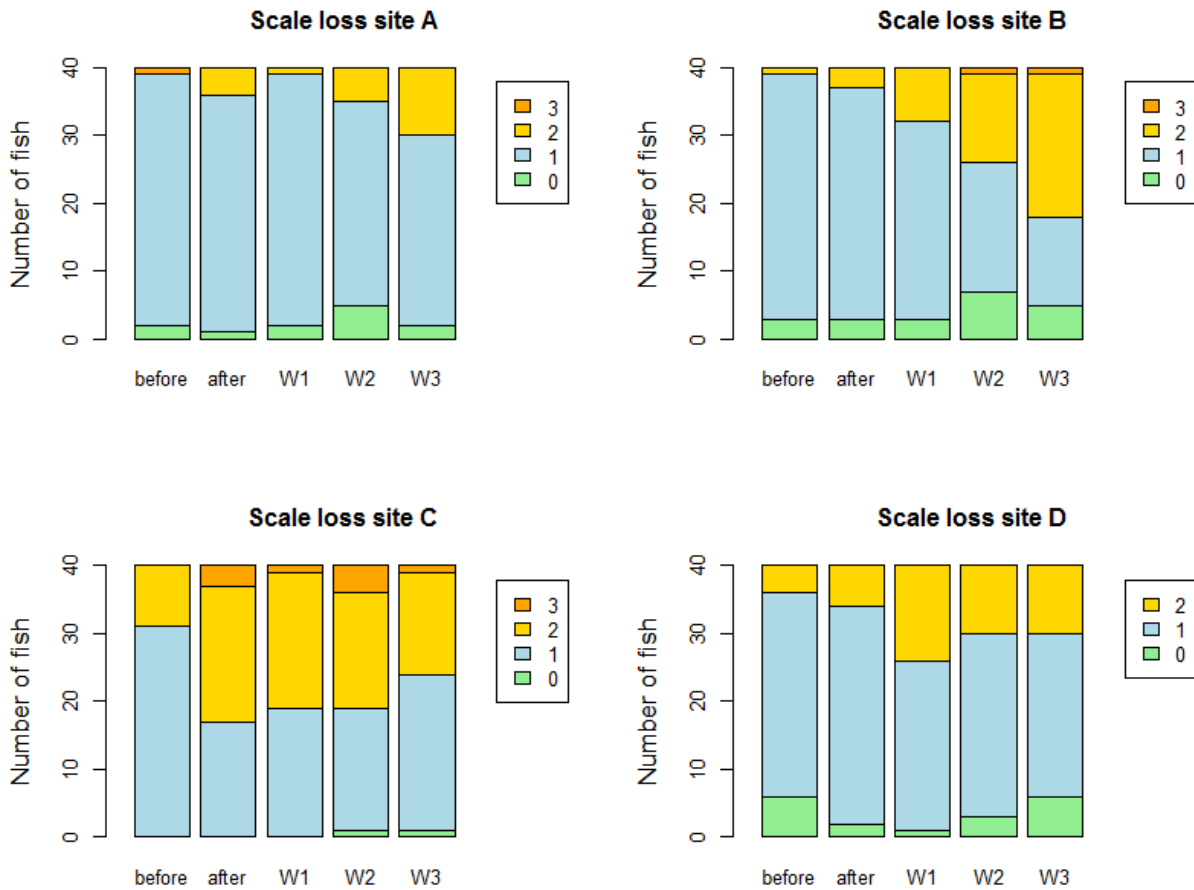 Scale loss site A
Number of fish
40
30
20
10
0
before after W1 W2 W3
3
2
1
0
Scale loss site B
Number of fish
40
30
20
10
0
before after W1 W2 W3
3
2
1
0
Scale loss site C
Number of fish
40
30
20
10
0
before after W1 W2 W3
3
2
1
0
Scale loss site D
Number of fish
40
30
20
10
0
before after W1 W2 W3
2
1
0